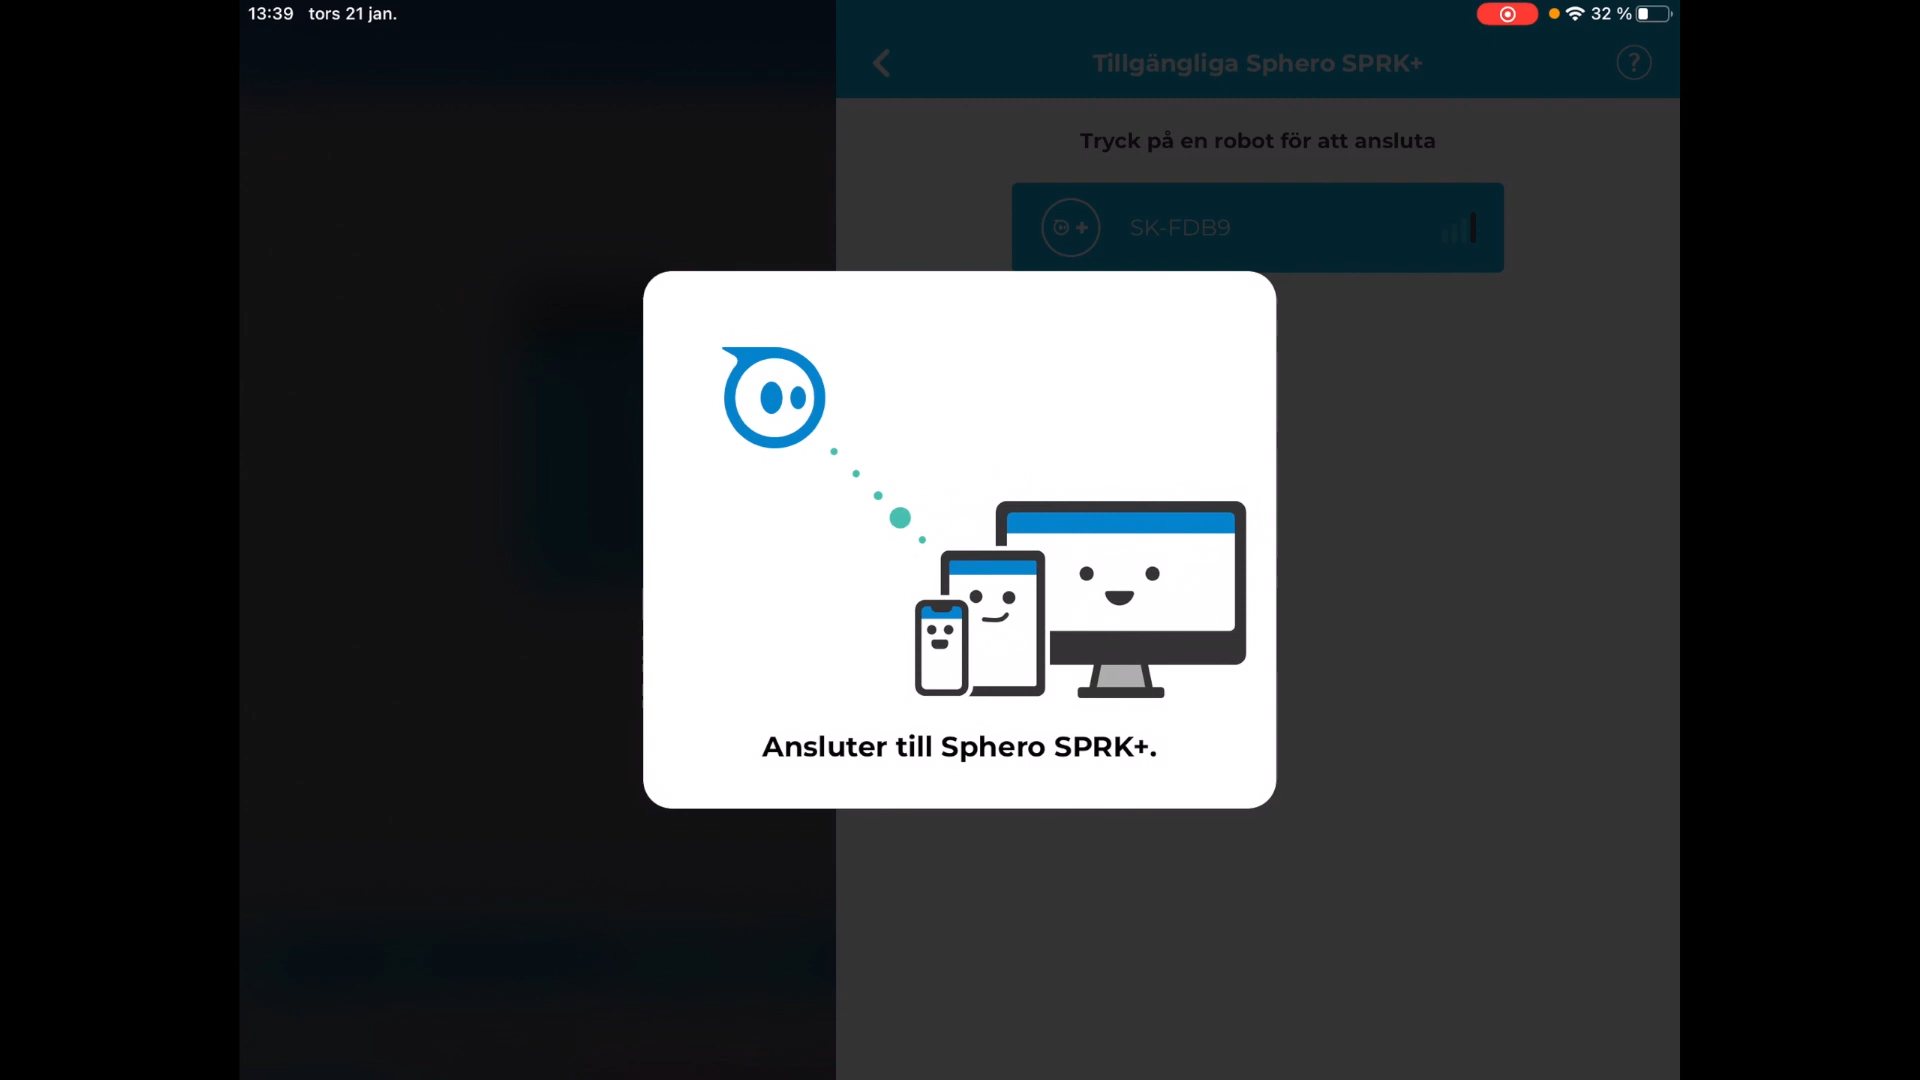 13:39 tors 21 jan.
32 %
Tillgängliga Sphero SPRK+
?
Tryck på en robot för att ansluta
SK-FDB9
Ansluter till Sphero SPRK+.